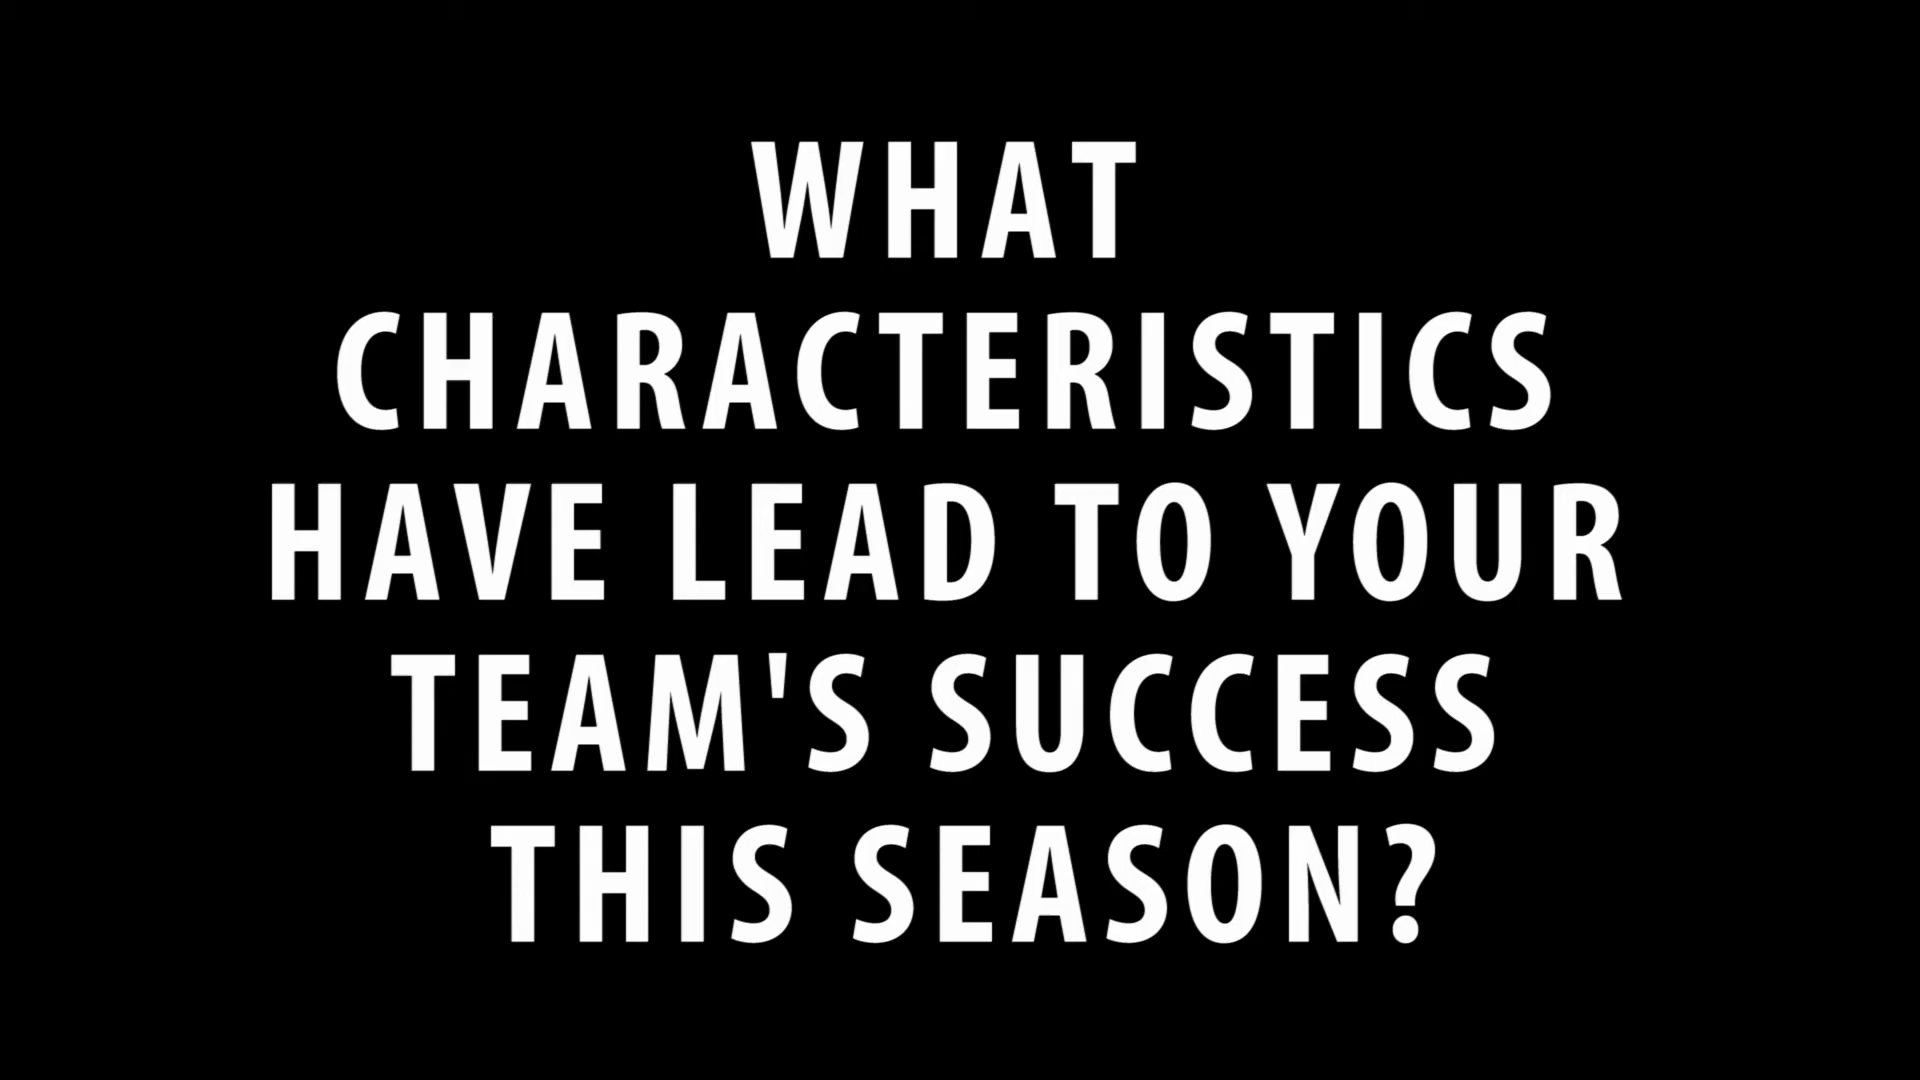 WHAT
CHARACTERISTICS
HAVE LEAD TO YOUR
TEAM'S SUCCESS
THIS SEASON?